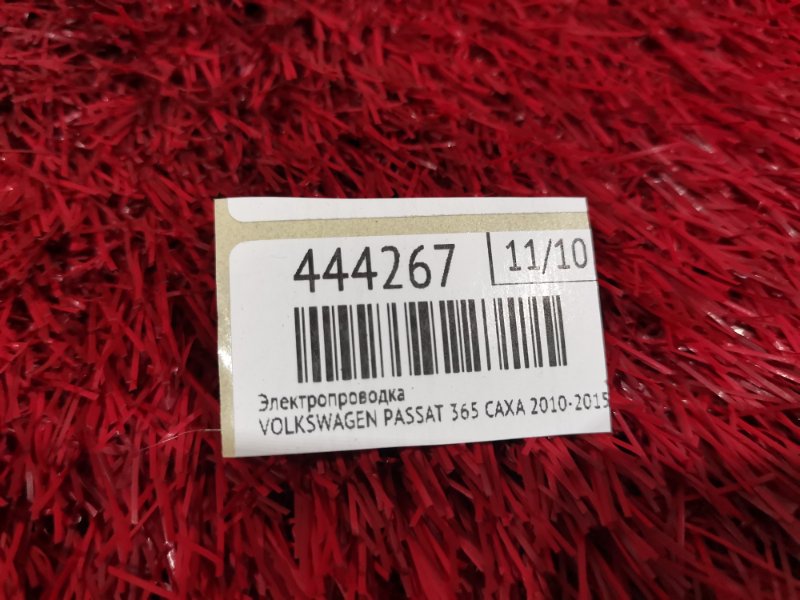 444267
11/10
Электропроводка
VOLKSWAGEN PASSAT 365 CAXA 2010-2015